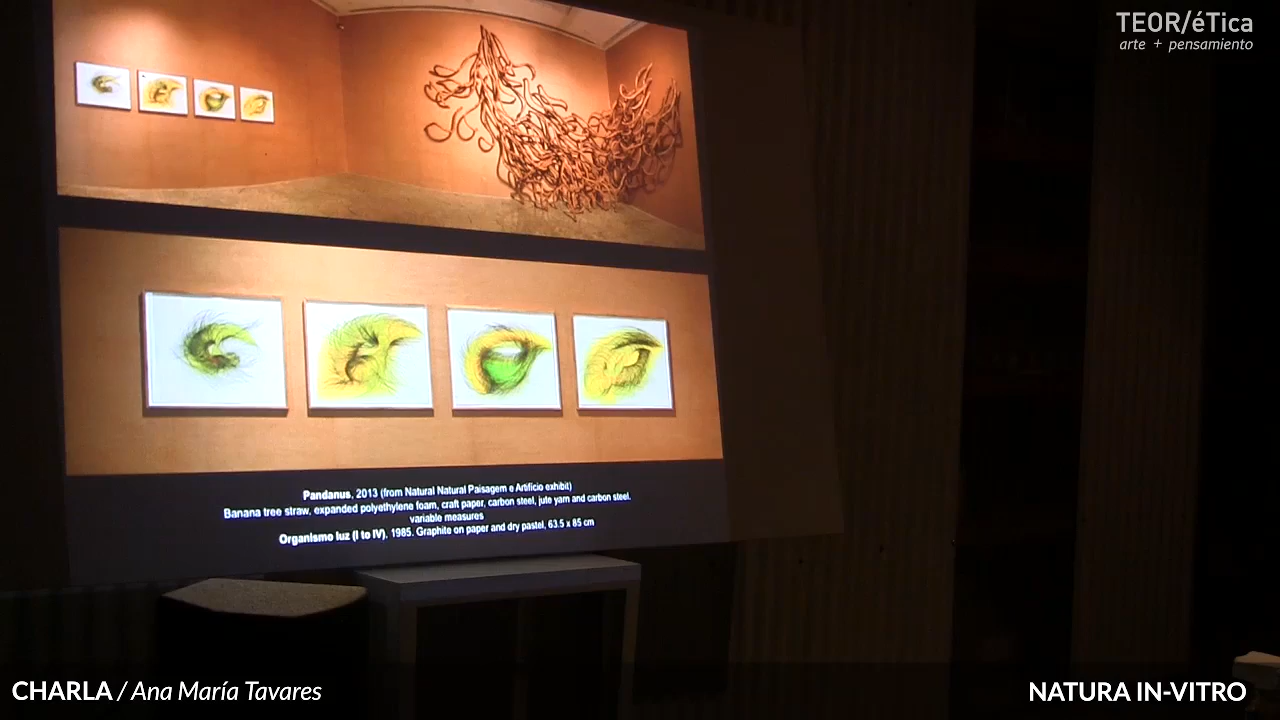 TEOR/éTica
arte + pensamiento
Pandanus, 2013 (from Natural Natural Paisagem e Artifício exhibit)
Banana tree straw, expanded polyethylene foam, craft paper, carbon steel, jute yarn and carbon steel.
variable measures
Organismo luz (I to IV), 1985. Graphite on paper and dry pastel, 63.5 x 85 cm
CHARLA / Ana María Tavares
NATURA IN-VITRO